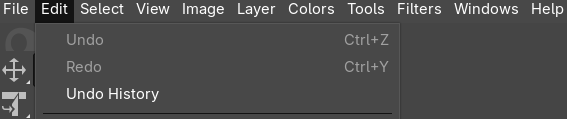 File Edit Select View Image Layer Colors Tools Filters Windows Help
Undo Ctrl+Z
Redo Ctrl+Y
Undo History